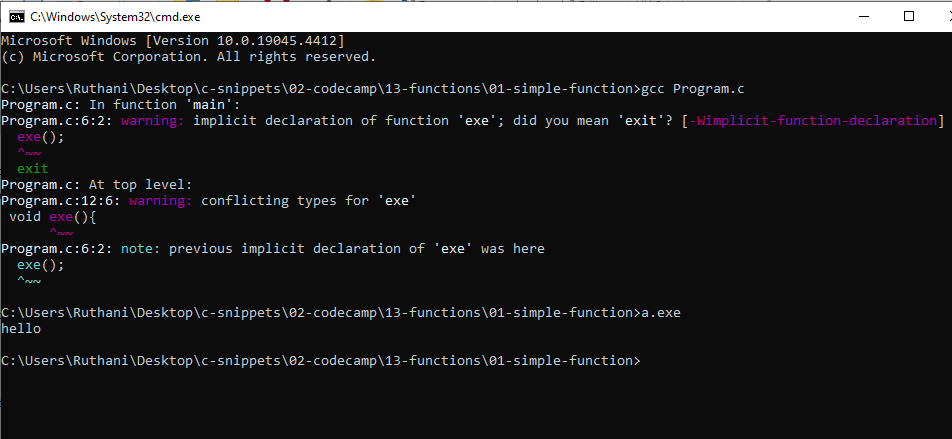 C:\Windows\System32\cmd.exe
Microsoft Windows [Version 10.0.19045.4412]
(c) Microsoft Corporation. All rights reserved.
C:\Users\Ruthani\Desktop\c-snippets\02-codecamp\13-functions\01-simple-function>gcc Program.c
Program.c: In function 'main':
Program.c:6:2: warning: implicit declaration of function 'exe'; did you mean 'exit'? [-Wimplicit-function-declaration]
  exe();
  ^~~
  exit
Program.c: At top level:
Program.c:12:6: warning: conflicting types for 'exe'
 void exe(){
      ^~~
Program.c:6:2: note: previous implicit declaration of 'exe' was here
  exe();
  ^~~
C:\Users\Ruthani\Desktop\c-snippets\02-codecamp\13-functions\01-simple-function>a.exe
hello
C:\Users\Ruthani\Desktop\c-snippets\02-codecamp\13-functions\01-simple-function>